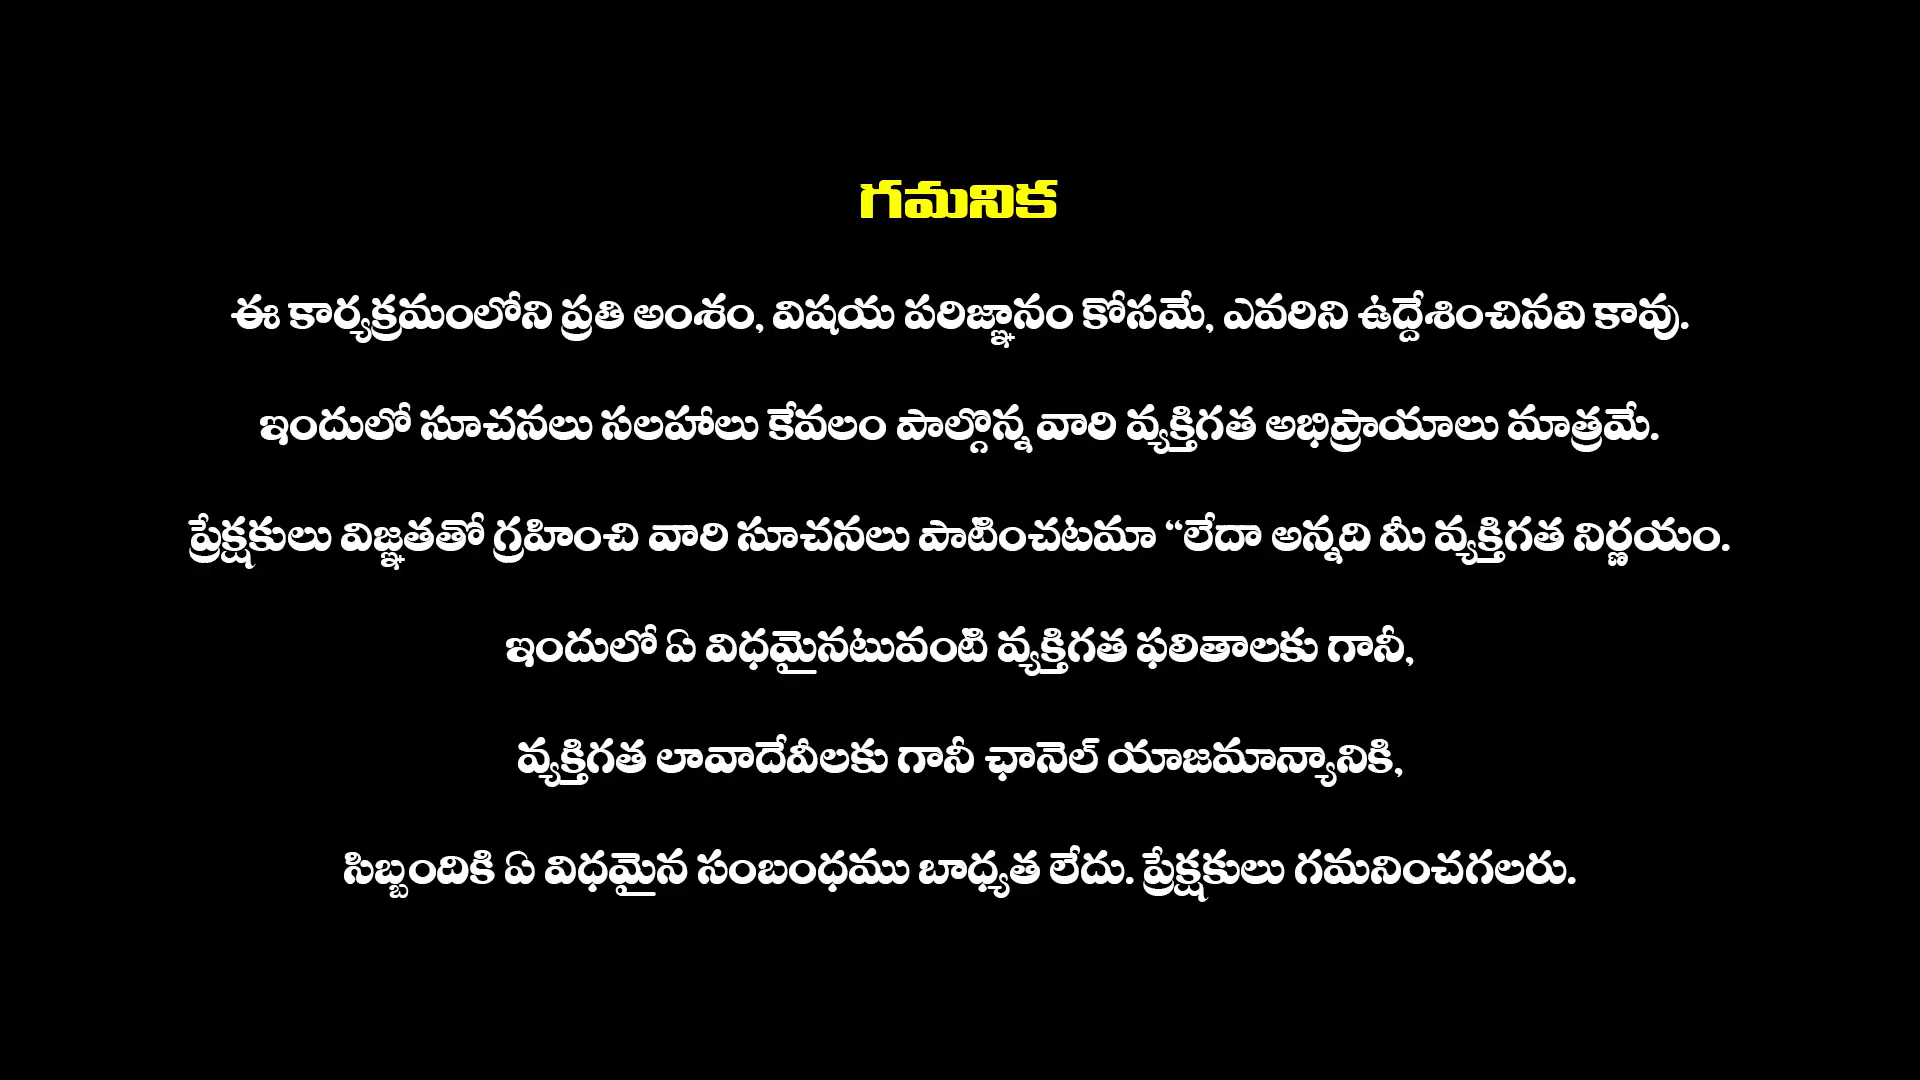 గమనిక
ఈ కార్యక్రమంలోని ప్రతి అంశం, విషయ పరిజ్ఞానం కోసమే, ఎవరిని ఉద్దేశించినవి కావు.
ఇందులో సూచనలు సలహాలు కేవలం పాల్గొన్న వారి వ్యక్తిగత అభిప్రాయాలు మాత్రమే.
ప్రేక్షకులు విజ్ఞతతో గ్రహించి వారి సూచనలు పాటించటమా “లేదా అన్నది మీ వ్యక్తిగత నిర్ణయం.
ఇందులో ఏ విధమైనటువంటి వ్యక్తిగత ఫలితాలకు గానీ,
వ్యక్తిగత లావాదేవీలకు గానీ ఛానెల్ యాజమాన్యానికి,
సిబ్బందికి ఏ విధమైన సంబంధము బాధ్యత లేదు. ప్రేక్షకులు గమనించగలరు.